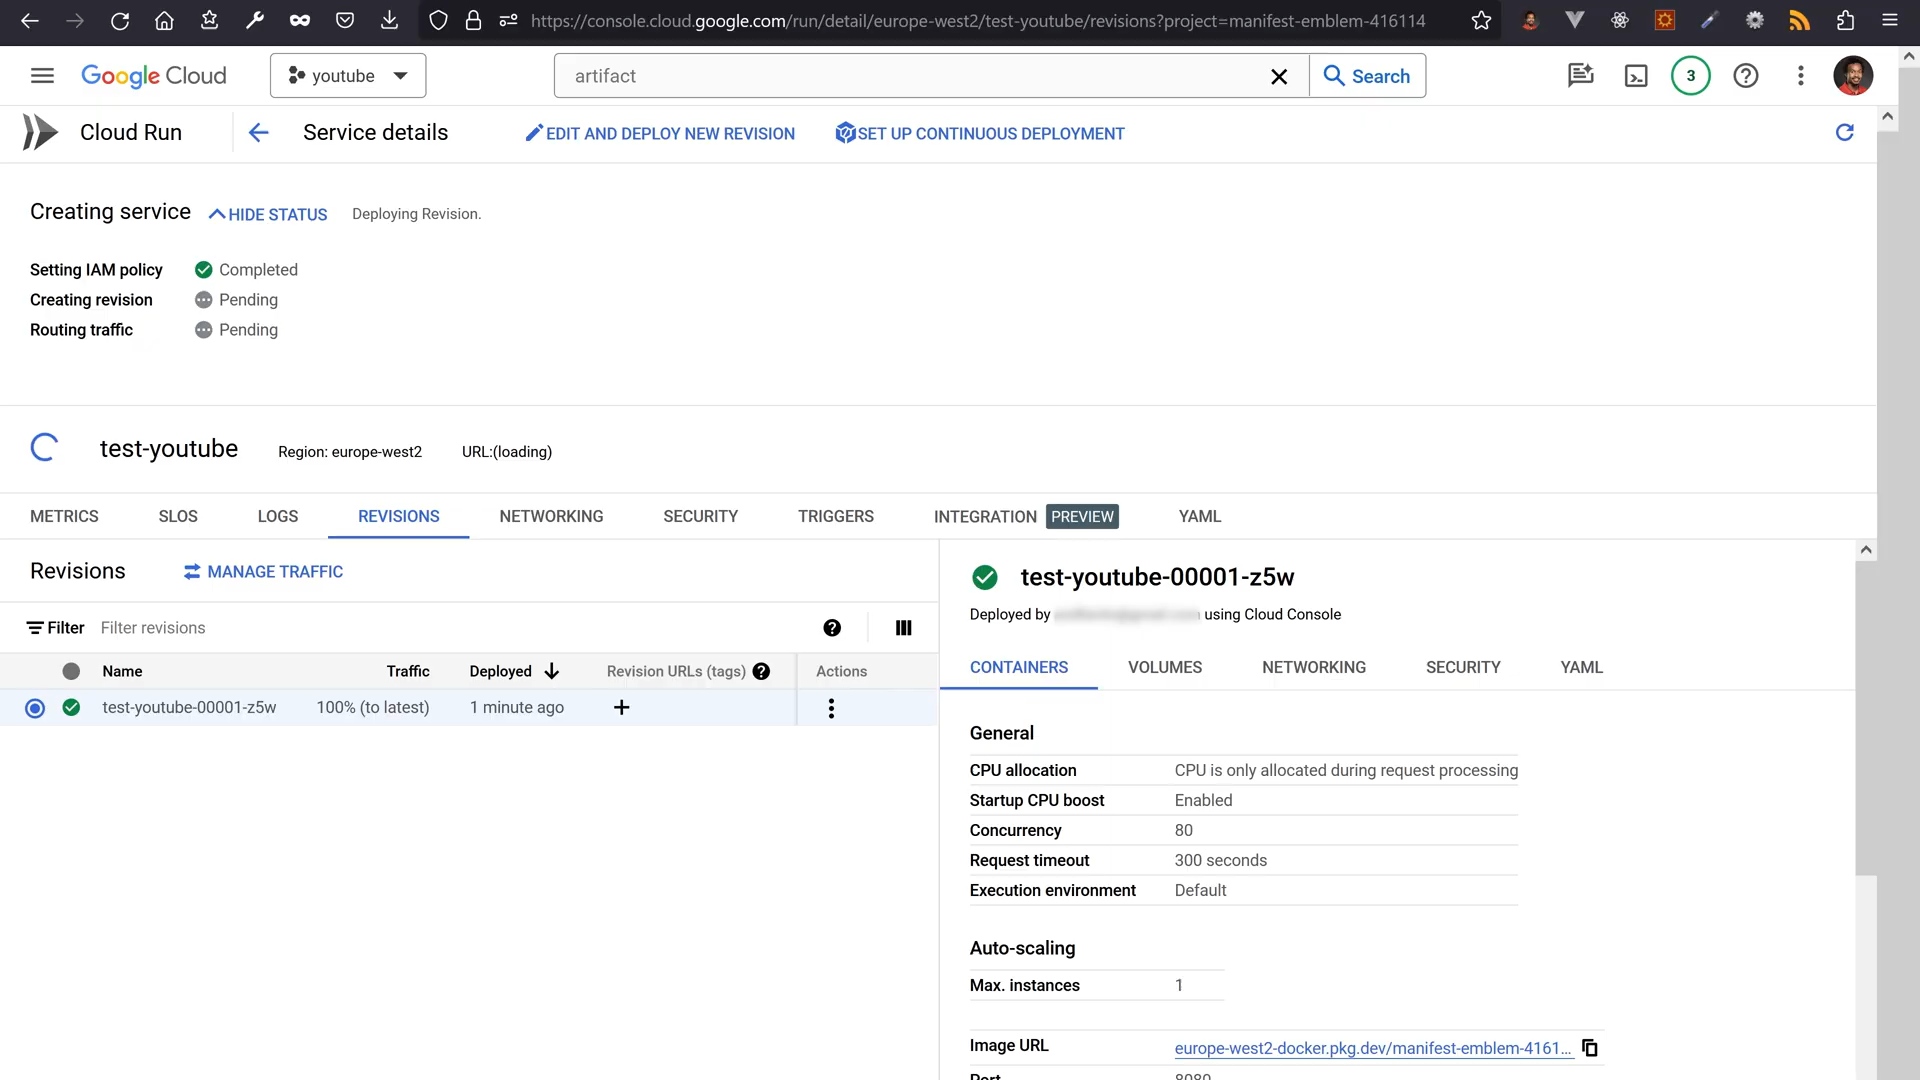 https://console.cloud.google.com/run/detail/europe-west2/test-youtube/revisions?project=manifest-emblem-416114
Google Cloud
youtube
artifact
Search
3
Cloud Run
Service details
EDIT AND DEPLOY NEW REVISION
SET UP CONTINUOUS DEPLOYMENT
Creating service
HIDE STATUS
Deploying Revision.
Setting IAM policy Completed
Creating revision Pending
Routing traffic Pending
test-youtube
Region: europe-west2
URL:(loading)
METRICS SLOS LOGS REVISIONS NETWORKING SECURITY TRIGGERS INTEGRATION PREVIEW YAML
Revisions
MANAGE TRAFFIC
Filter Filter revisions
Name Traffic Deployed Revision URLs (tags) Actions
test-youtube-00001-z5w 100% (to latest) 1 minute ago
test-youtube-00001-z5w
Deployed by using Cloud Console
CONTAINERS VOLUMES NETWORKING SECURITY YAML
General
CPU allocation CPU is only allocated during request processing
Startup CPU boost Enabled
Concurrency 80
Request timeout 300 seconds
Execution environment Default
Auto-scaling
Max. instances 1
Image URL europe-west2-docker.pkg.dev/manifest-emblem-4161...
Port 8080